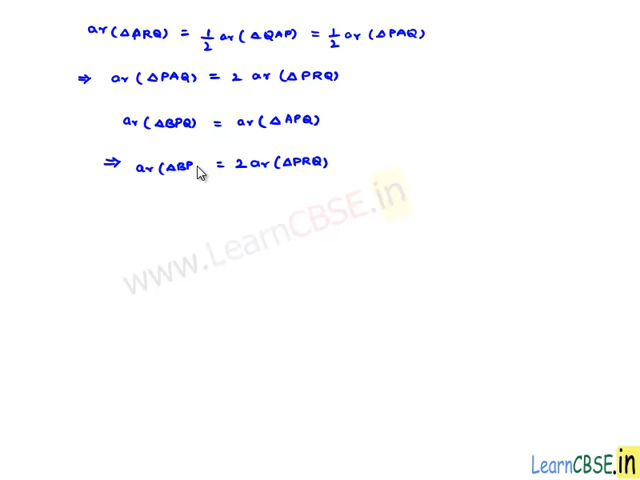 ar (ΔPRQ) = 1/2 ar (ΔQAP) = 1/2 ar (ΔPAQ)
⇒ ar (ΔPAQ) = 2 ar (ΔPRQ)
ar (ΔBPQ) = ar (ΔAPQ)
⇒ ar (ΔBP = 2 ar (ΔPRQ)
www.LearnCBSE.in
LearnCBSE.in